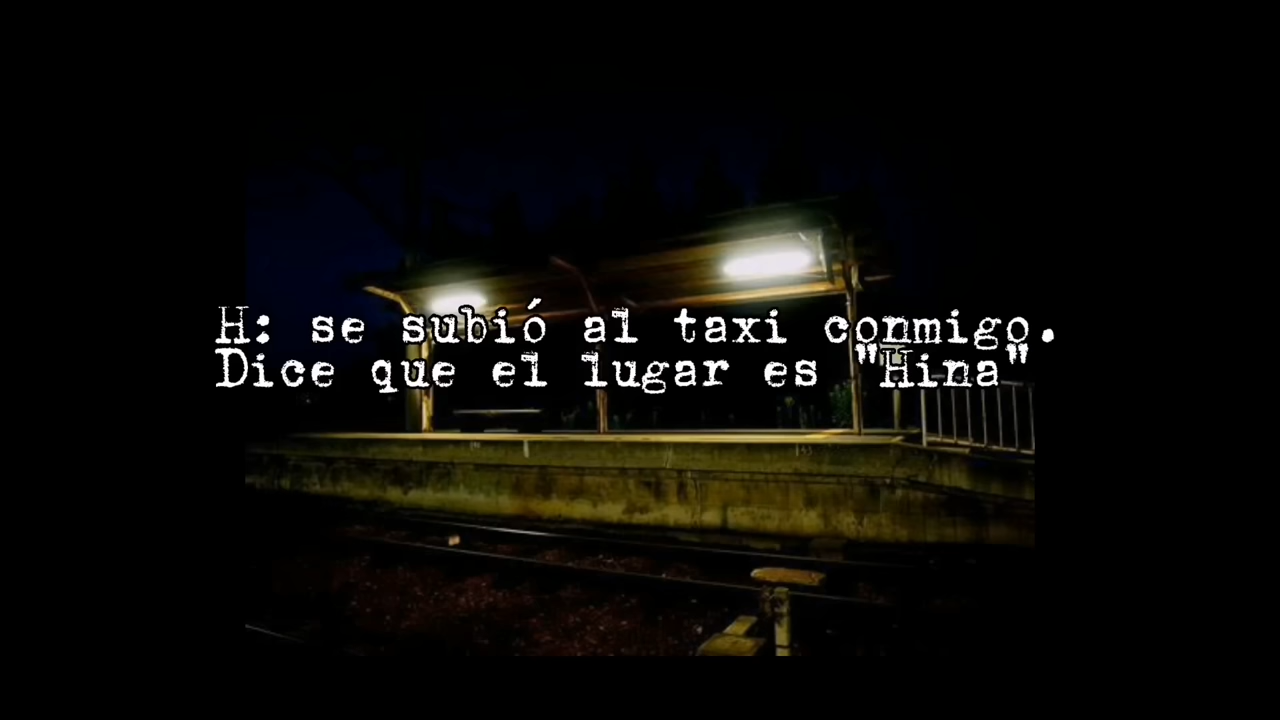 H: se subió al taxi conmigo.
Dice que el lugar es "Hina"